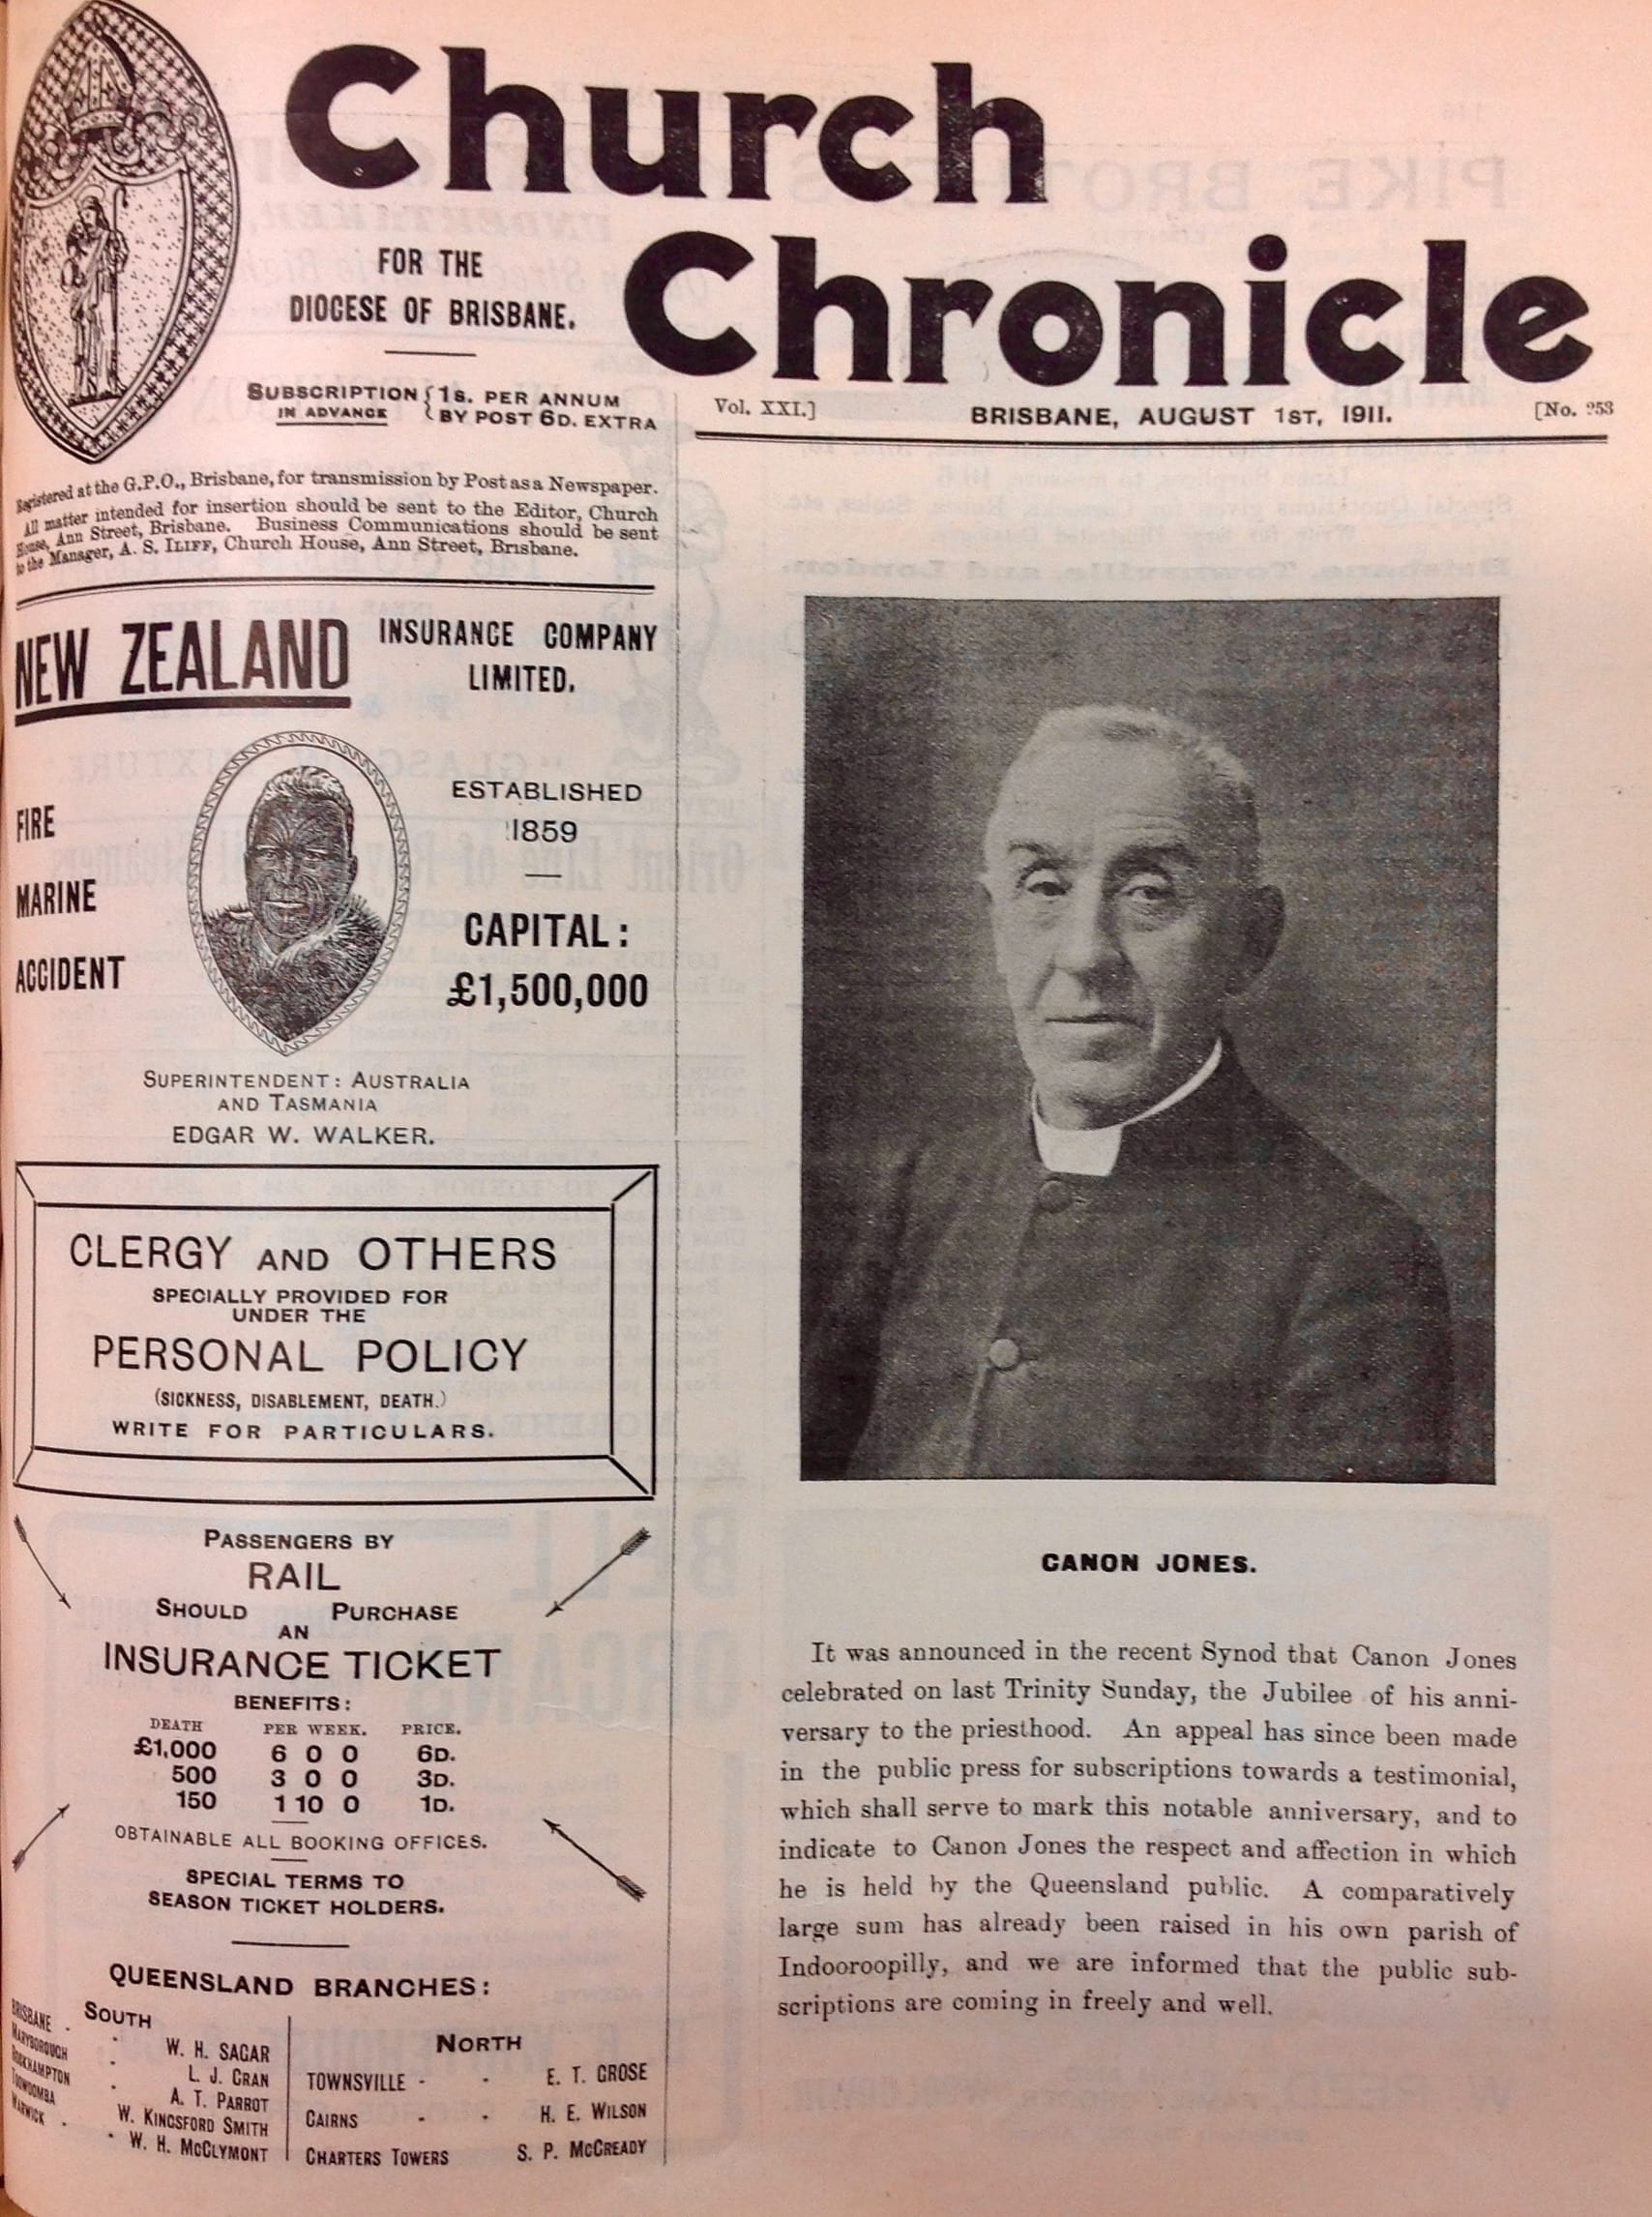 Church
Chronicle
FOR THE
DIOCESE OF BRISBANE.
SUBSCRIPTION { 1s. PER ANNUM
IN ADVANCE { BY POST 6D. EXTRA
Vol. XXI.] BRISBANE, AUGUST 1ST, 1911. [No. 253
Registered at the G.P.O., Brisbane, for transmission by Post as a Newspaper.
All matter intended for insertion should be sent to the Editor, Church
House, Ann Street, Brisbane. Business Communications should be sent
to the Manager, A. S. ILIFF, Church House, Ann Street, Brisbane.
NEW ZEALAND INSURANCE COMPANY
LIMITED.
FIRE
MARINE
ACCIDENT
ESTABLISHED
1859
CAPITAL:
£1,500,000
SUPERINTENDENT: AUSTRALIA
AND TASMANIA
EDGAR W. WALKER.
CLERGY AND OTHERS
SPECIALLY PROVIDED FOR
UNDER THE
PERSONAL POLICY
(SICKNESS, DISABLEMENT, DEATH.)
WRITE FOR PARTICULARS.
PASSENGERS BY
RAIL
SHOULD PURCHASE
AN
INSURANCE TICKET
BENEFITS:
DEATH PER WEEK. PRICE.
£1,000 6 0 0 6D.
500 3 0 0 3D.
150 1 10 0 1D.
OBTAINABLE ALL BOOKING OFFICES.
SPECIAL TERMS TO
SEASON TICKET HOLDERS.
QUEENSLAND BRANCHES:
SOUTH
BRISBANE - - W. H. SAGAR
MARYBOROUGH - L. J. CRAN
ROCKHAMPTON - A. T. PARROT
TOOWOOMBA W. KINGSFORD SMITH
WARWICK - - W. H. McCLYMONT
NORTH
TOWNSVILLE - - E. T. GROSE
CAIRNS - - H. E. WILSON
CHARTERS TOWERS S. P. McCREADY
CANON JONES.
It was announced in the recent Synod that Canon Jones
celebrated on last Trinity Sunday, the Jubilee of his anni-
versary to the priesthood. An appeal has since been made
in the public press for subscriptions towards a testimonial,
which shall serve to mark this notable anniversary, and to
indicate to Canon Jones the respect and affection in which
he is held by the Queensland public. A comparatively
large sum has already been raised in his own parish of
Indooroopilly, and we are informed that the public sub-
scriptions are coming in freely and well.